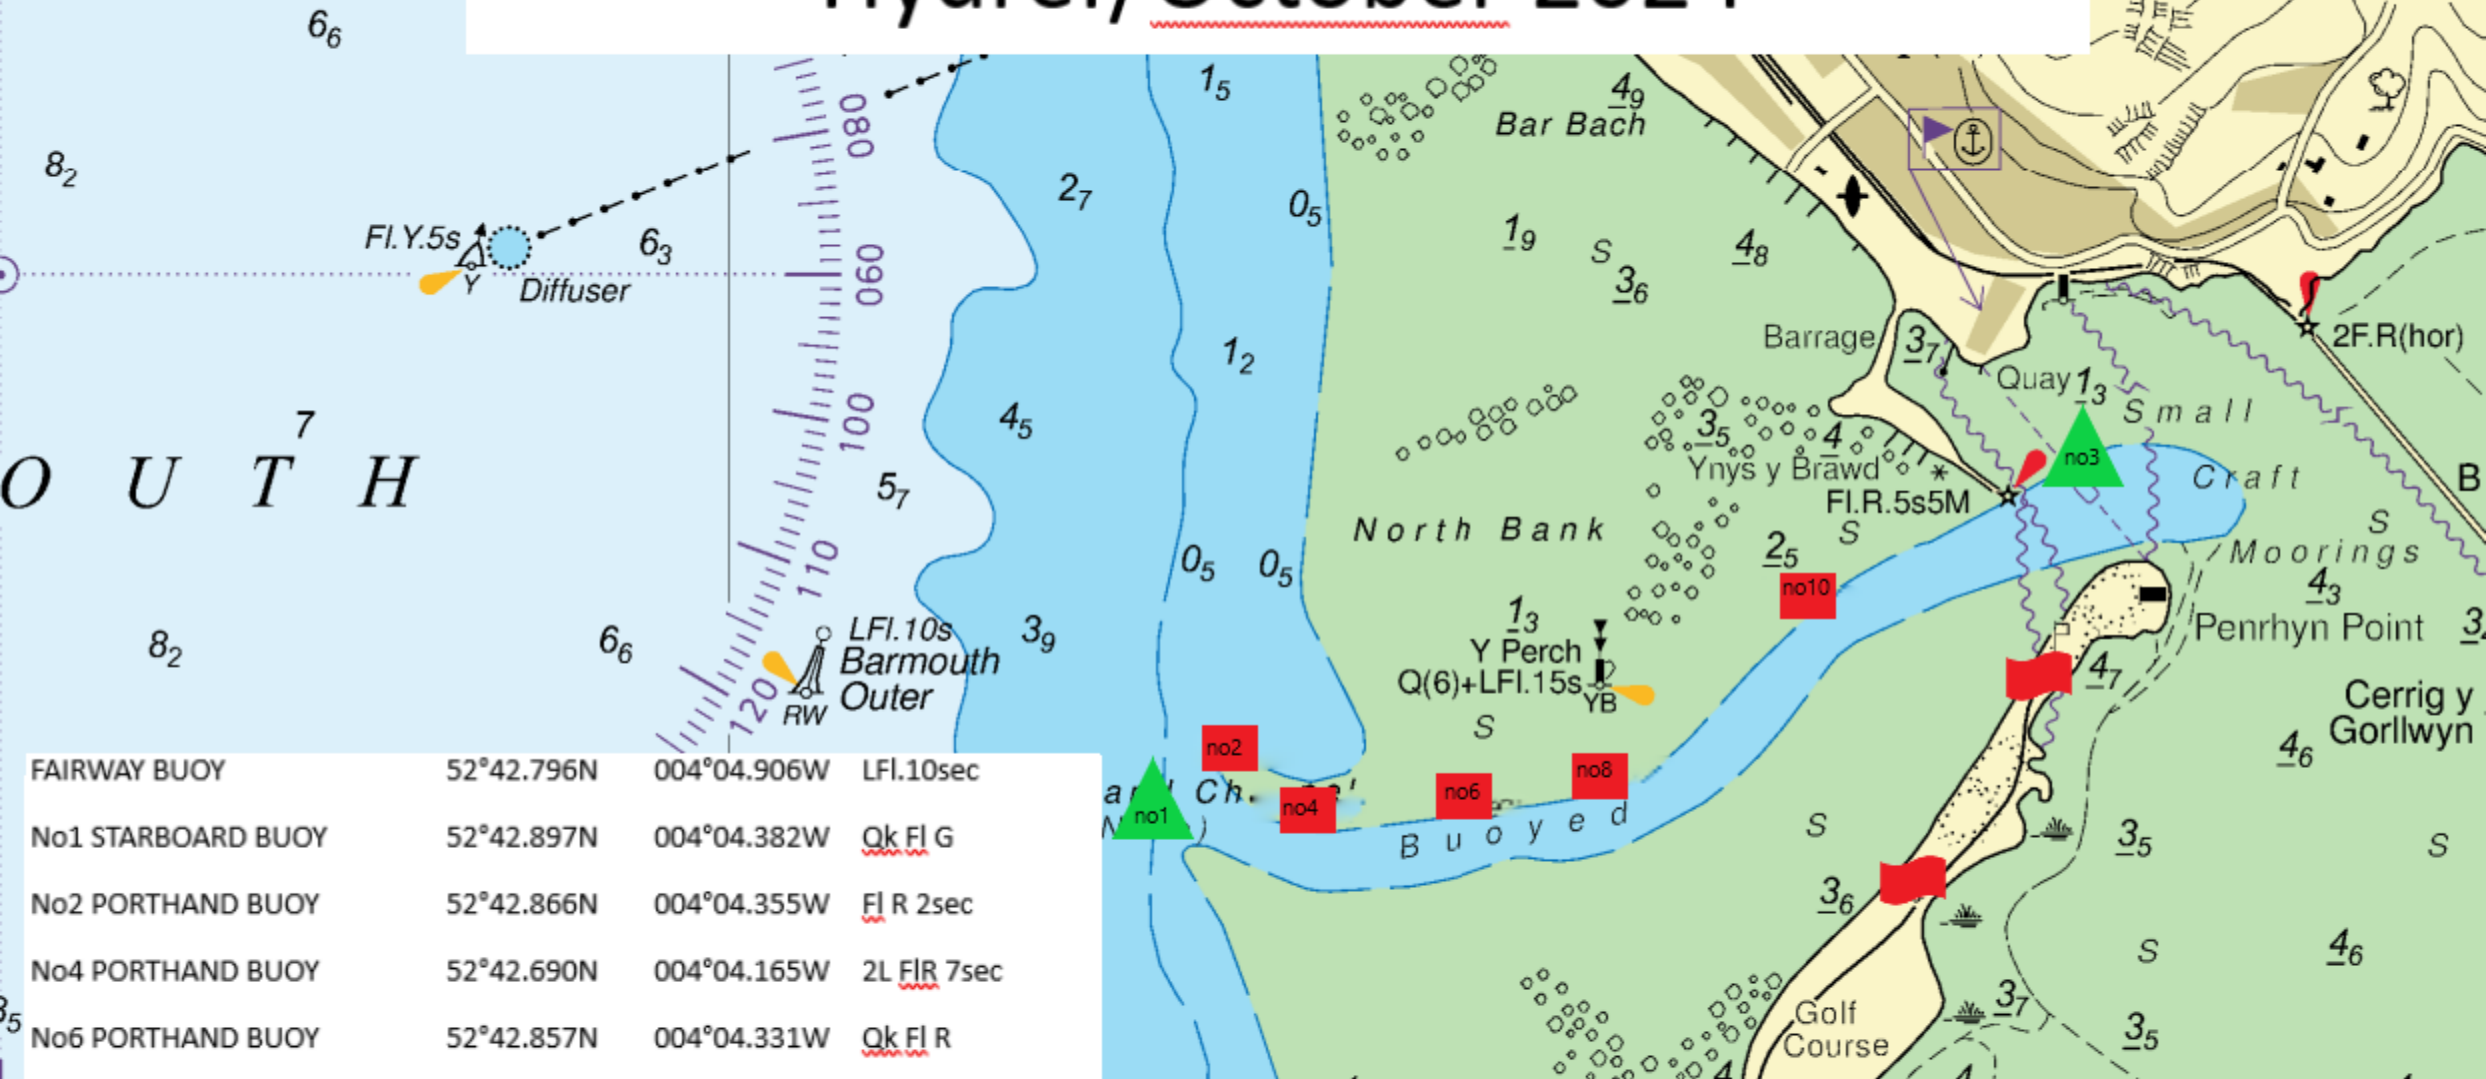 Hydref/October 2024
6₆
1₅
4₉
Bar Bach
080
8₂
2₇
0₅
Fl.Y.5s
6₃
1₉
S
4₈
3₆
Y
Diffuser
090
Barrage
3₇
2F.R(hor)
1₂
Quay
1₃
Small
7
4₅
100
3₅
4
no3
OUTH
Ynys y Brawd
Craft
B
5₇
Fl.R.5s5M
North Bank
S
S
110
0₅
0₅
2₅
Moorings
no10
4₃
8₂
6₆
LFl.10s
3₉
1₃
Penrhyn Point
3
Barmouth
Y Perch
Outer
Q(6)+LFl.15s
4₇
120
RW
YB
Cerrig y
Gorllwyn
S
no2
4₆
no8
no6
no4
no1
Buoyed
S
3₅
S
3₆
S
4₆
3₇
Golf
Course
3₅
FAIRWAY BUOY 52°42.796N 004°04.906W LFl.10sec
No1 STARBOARD BUOY 52°42.897N 004°04.382W Qk Fl G
No2 PORTHAND BUOY 52°42.866N 004°04.355W Fl R 2sec
No4 PORTHAND BUOY 52°42.690N 004°04.165W 2L FlR 7sec
No6 PORTHAND BUOY 52°42.857N 004°04.331W Qk Fl R